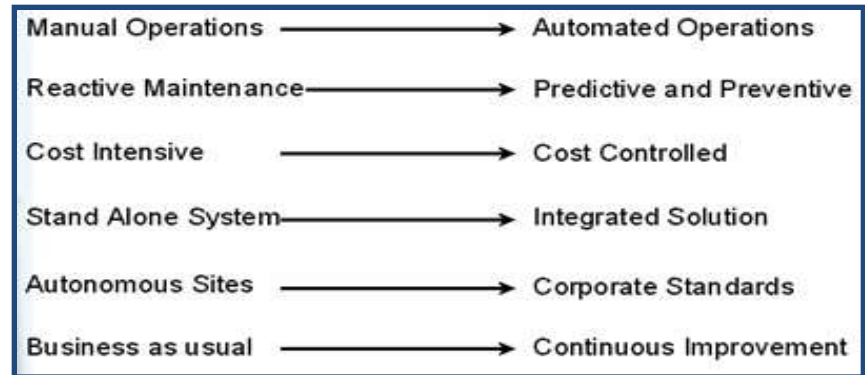 Manual Operations Automated Operations
Reactive Maintenance Predictive and Preventive
Cost Intensive Cost Controlled
Stand Alone System Integrated Solution
Autonomous Sites Corporate Standards
Business as usual Continuous Improvement